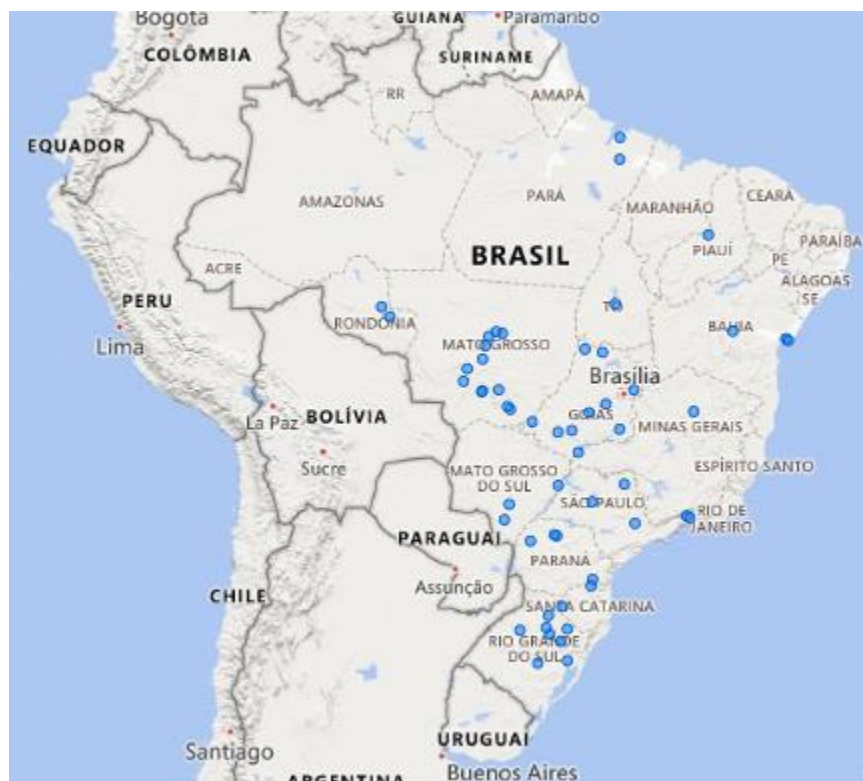 GUIANA
Bogotá
Paramaribo
COLÔMBIA
SURINAME
RR
AMAPÁ
EQUADOR
AMAZONAS
PARÁ
MARANHÃO
CEARÁ
BRASIL
PIAUÍ
PARAÍBA
PE
ACRE
ALAGOAS
SE
PERU
TO
RONDÔNIA
BAHIA
Lima
MATO GROSSO
Brasília
BOLÍVIA
La Paz
GOIÁS
MINAS GERAIS
Sucre
MATO GROSSO
DO SUL
ESPÍRITO SANTO
SÃO PAULO
RIO DE
JANEIRO
PARAGUAI
PARANÁ
Assunção
CHILE
SANTA CATARINA
RIO GRANDE
DO SUL
URUGUAI
Santiago
Buenos Aires
ARGENTINA